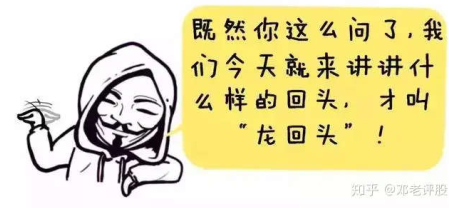 既然你这么问了,我
们今天就来讲讲什
么样的回头，才叫
“龙回头”！
知乎 @邓老评股